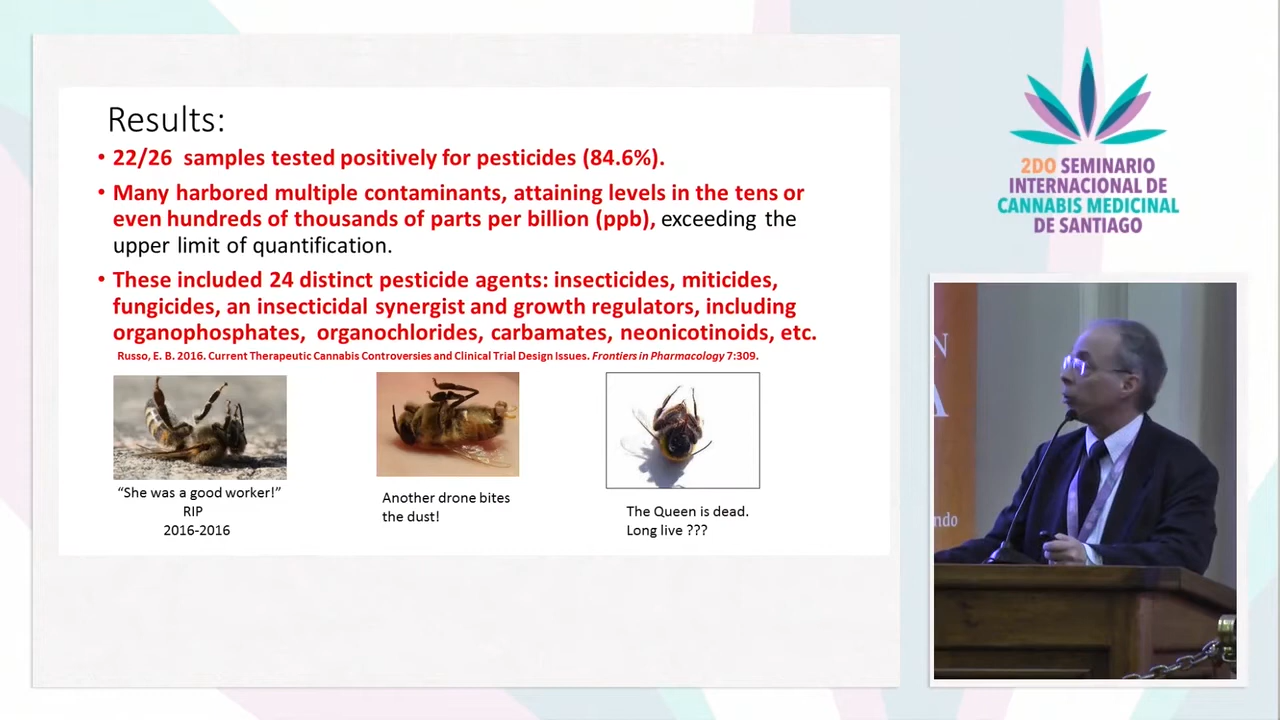 Results:
• 22/26 samples tested positively for pesticides (84.6%).
• Many harbored multiple contaminants, attaining levels in the tens or
even hundreds of thousands of parts per billion (ppb), exceeding the
upper limit of quantification.
• These included 24 distinct pesticide agents: insecticides, miticides,
fungicides, an insecticidal synergist and growth regulators, including
organophosphates, organochlorides, carbamates, neonicotinoids, etc.
Russo, E. B. 2016. Current Therapeutic Cannabis Controversies and Clinical Trial Design Issues. Frontiers in Pharmacology 7:309.
“She was a good worker!”
RIP
2016-2016
Another drone bites
the dust!
The Queen is dead.
Long live ???
2DO SEMINARIO
INTERNACIONAL DE
CANNABIS MEDICINAL
DE SANTIAGO
N
A
ndo